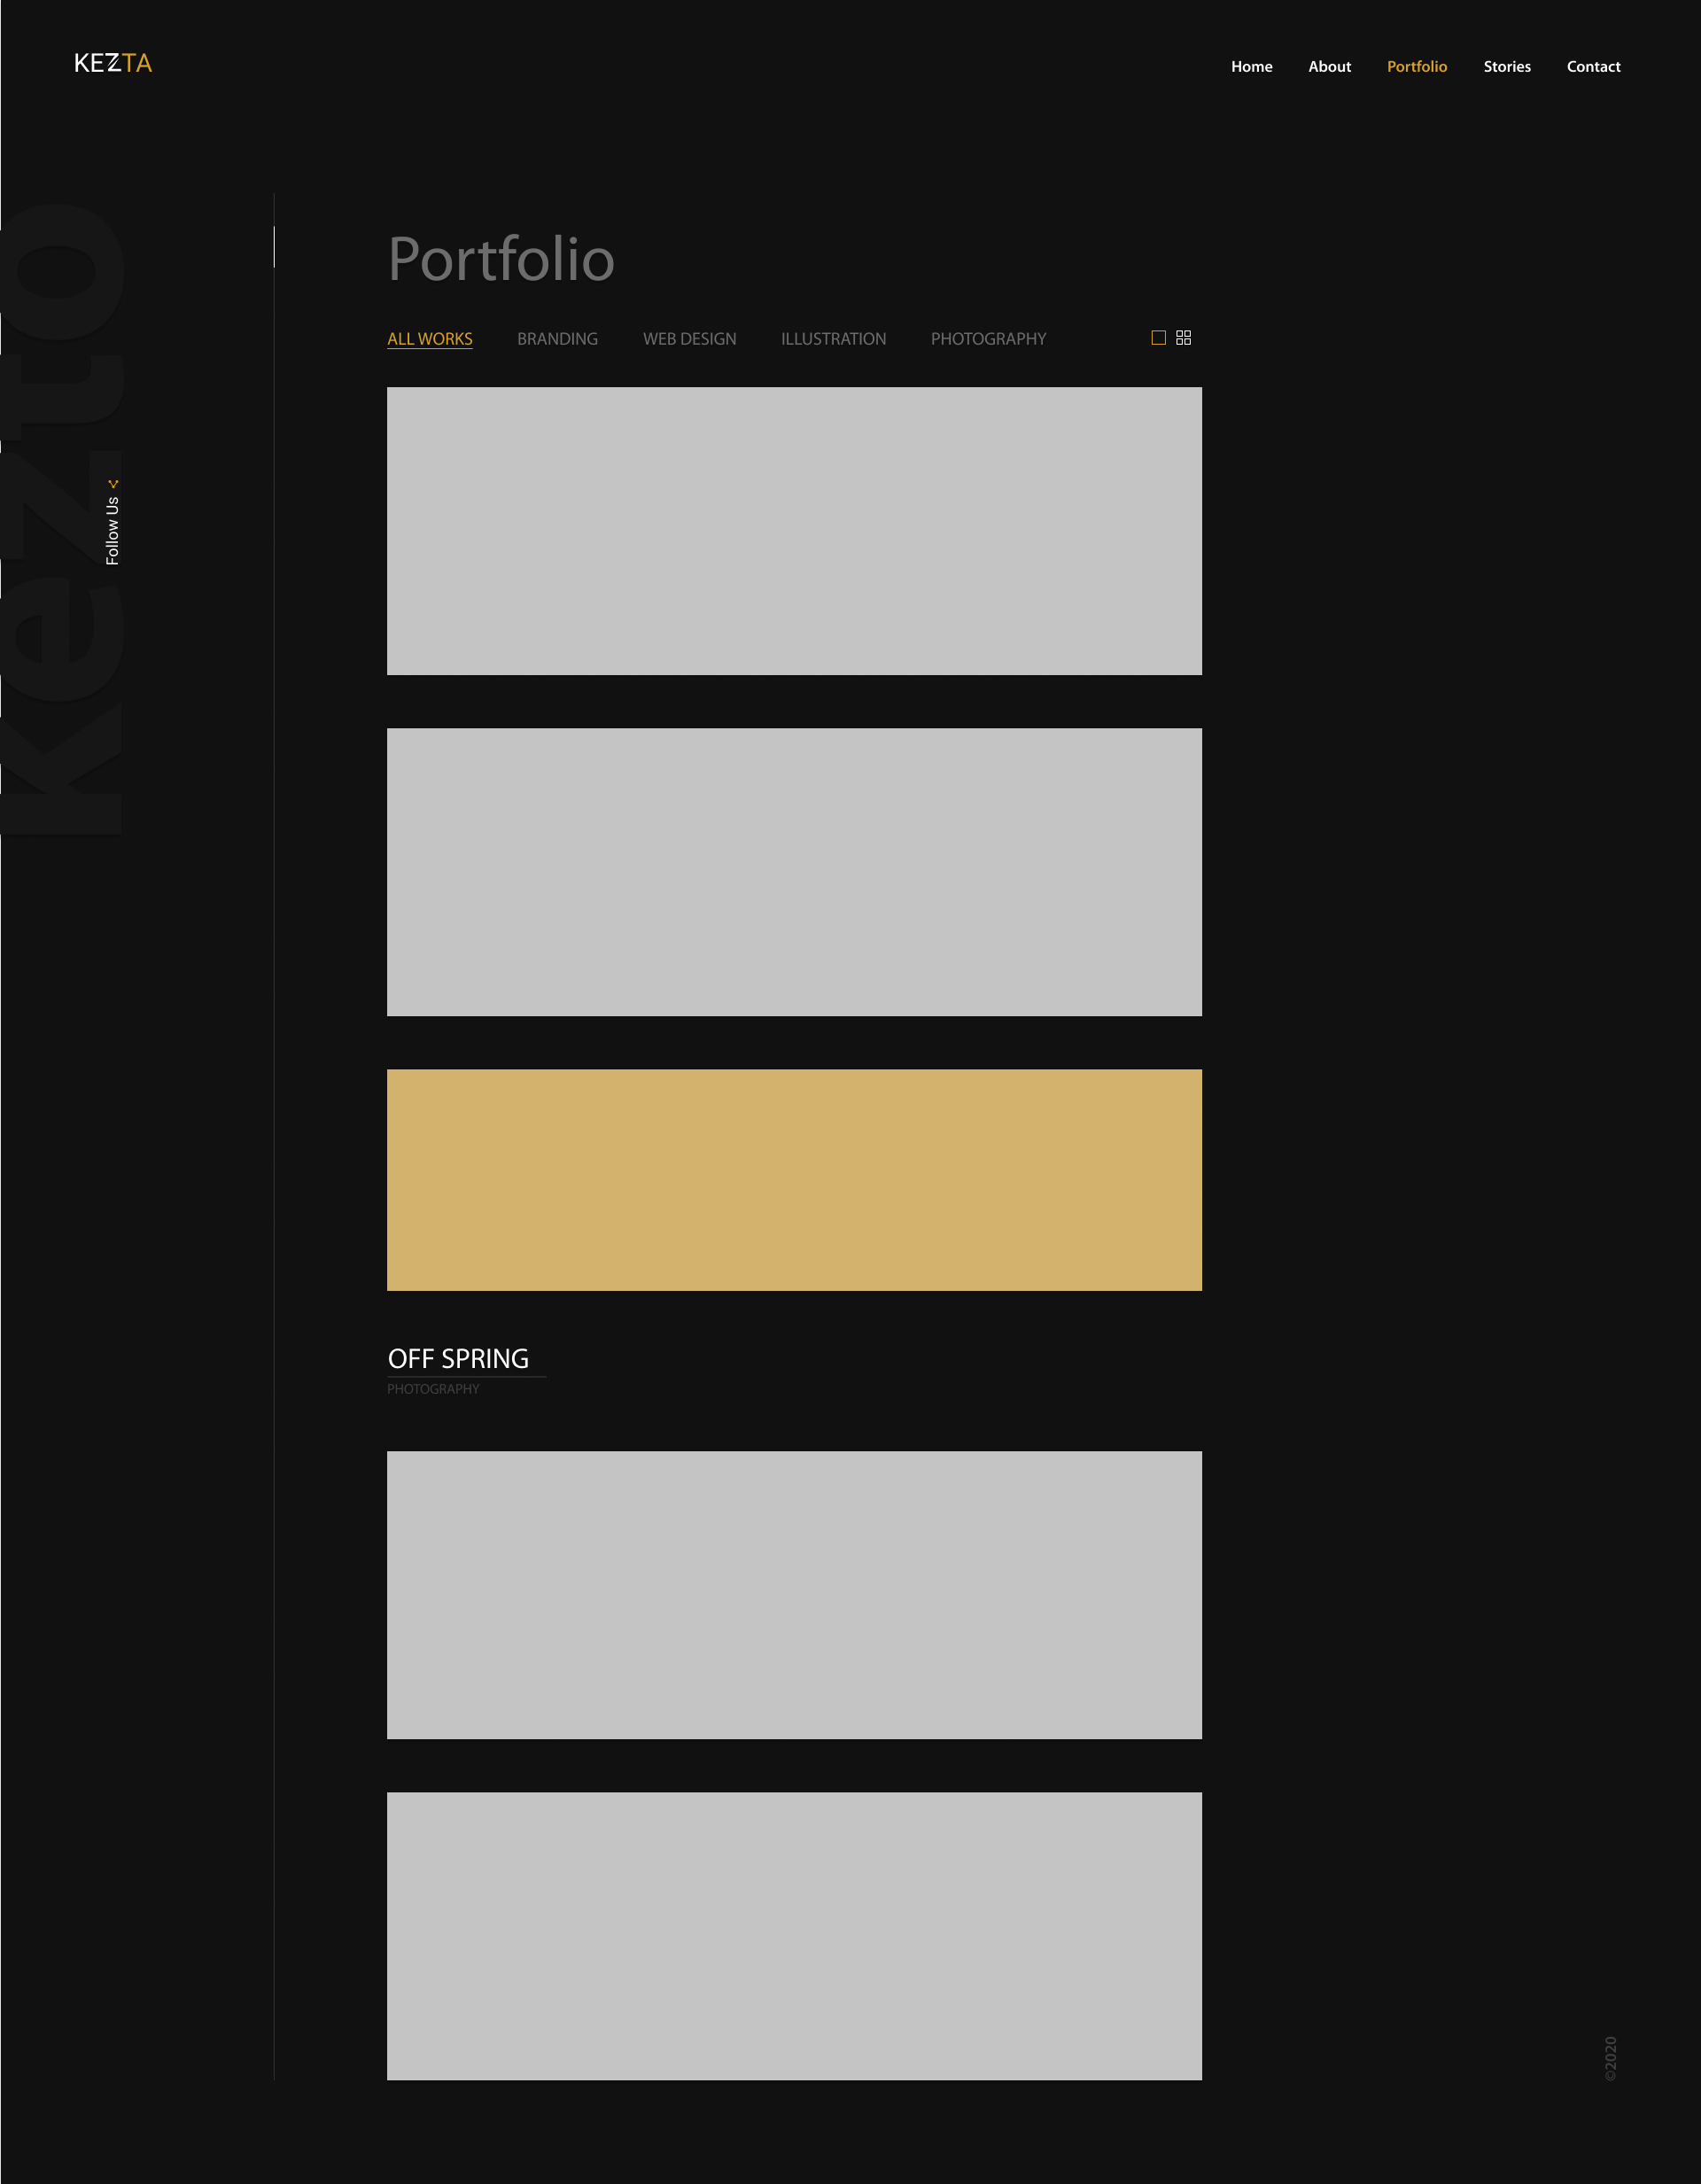 KEZTA
Home About Portfolio Stories Contact
kezto
Follow Us
Portfolio
ALL WORKS BRANDING WEB DESIGN ILLUSTRATION PHOTOGRAPHY
OFF SPRING
PHOTOGRAPHY
©2020